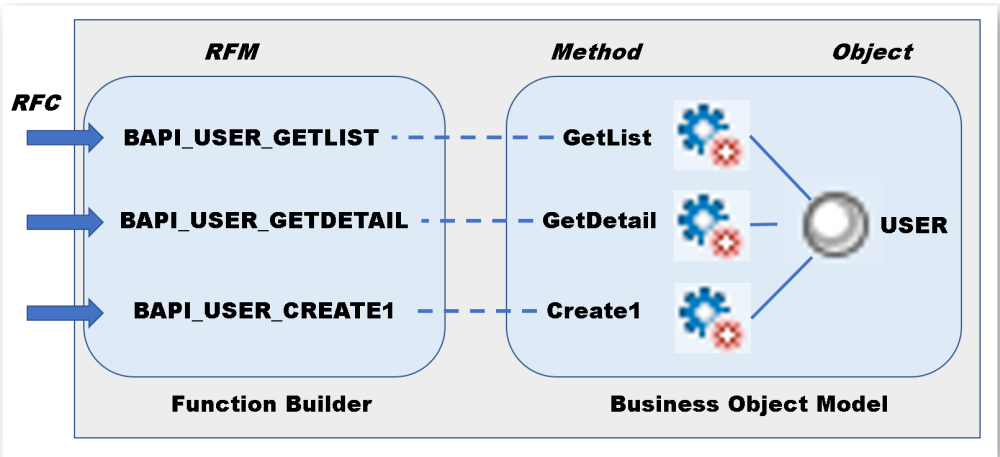 RFM
Method
Object
RFC
BAPI_USER_GETLIST
GetList
BAPI_USER_GETDETAIL
GetDetail
USER
BAPI_USER_CREATE1
Create1
Function Builder
Business Object Model